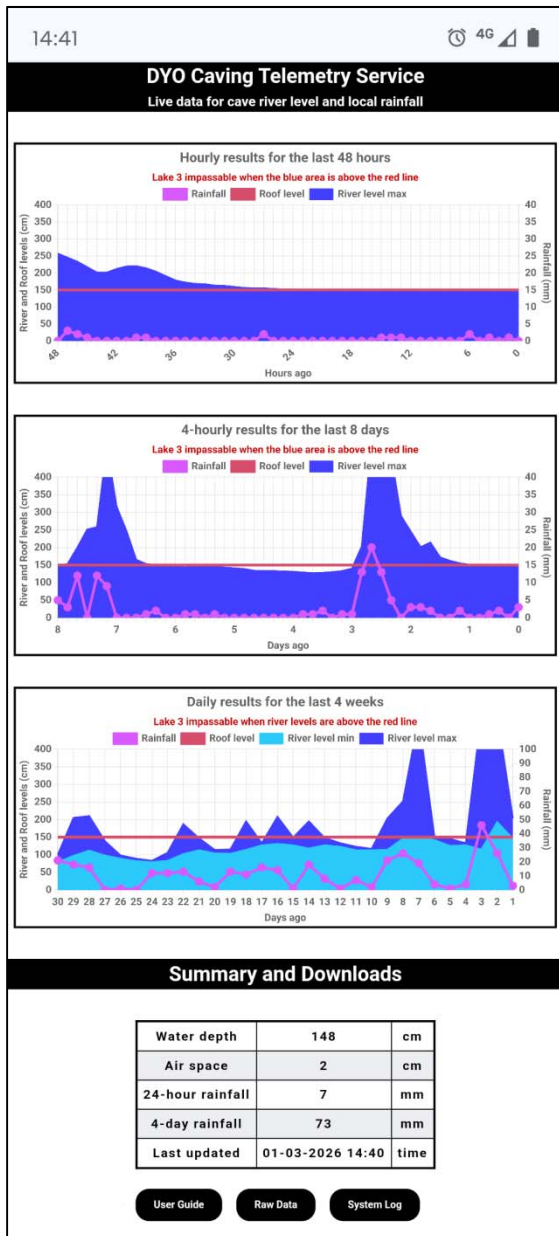 14:41
4G
DYO Caving Telemetry Service
Live data for cave river level and local rainfall
Hourly results for the last 48 hours
Lake 3 impassable when the blue area is above the red line
Rainfall Roof level River level max
River and Roof levels (cm)
400
350
300
250
200
150
100
50
0
40
35
30
25
20
15
10
5
0
Rainfall (mm)
48 42 36 30 24 18 12 6 0
Hours ago
4-hourly results for the last 8 days
Lake 3 impassable when the blue area is above the red line
Rainfall Roof level River level max
River and Roof levels (cm)
400
350
300
250
200
150
100
50
0
40
35
30
25
20
15
10
5
0
Rainfall (mm)
8 7 6 5 4 3 2 1 0
Days ago
Daily results for the last 4 weeks
Lake 3 impassable when river levels are above the red line
Rainfall Roof level River level min River level max
River and Roof levels (cm)
400
350
300
250
200
150
100
50
0
100
90
80
70
60
50
40
30
20
10
0
Rainfall (mm)
30 29 28 27 26 25 24 23 22 21 20 19 18 17 16 15 14 13 12 11 10 9 8 7 6 5 4 3 2 1
Days ago
Summary and Downloads
Water depth 148 cm
Air space 2 cm
24-hour rainfall 7 mm
4-day rainfall 73 mm
Last updated 01-03-2026 14:40 time
User Guide Raw Data System Log